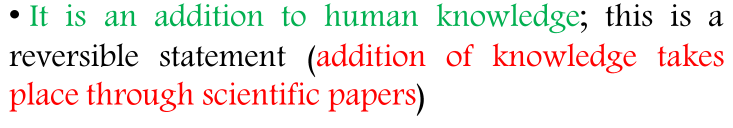 • It is an addition to human knowledge; this is a
reversible statement (addition of knowledge takes
place through scientific papers)